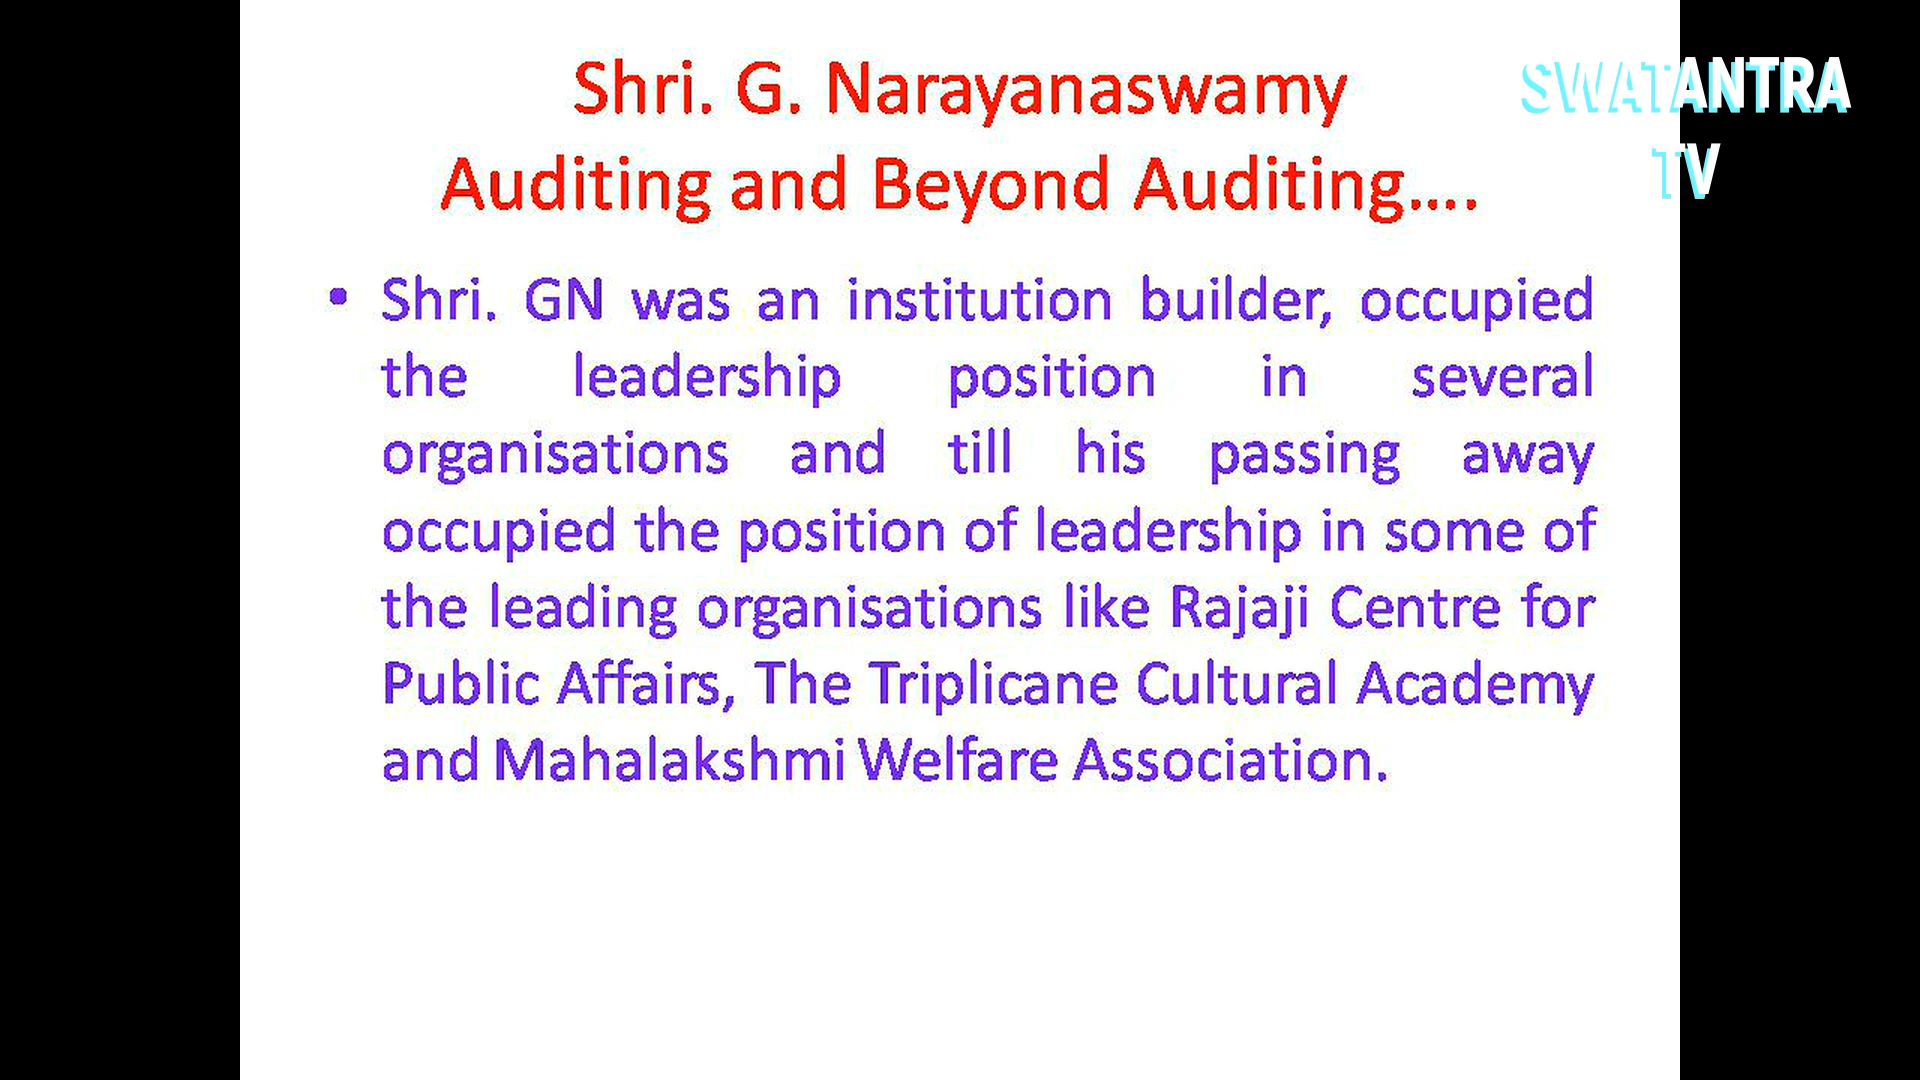 Shri. G. Narayanaswamy
Auditing and Beyond Auditing....
SWATANTRA
TV
• Shri. GN was an institution builder, occupied
the leadership position in several
organisations and till his passing away
occupied the position of leadership in some of
the leading organisations like Rajaji Centre for
Public Affairs, The Triplicane Cultural Academy
and Mahalakshmi Welfare Association.